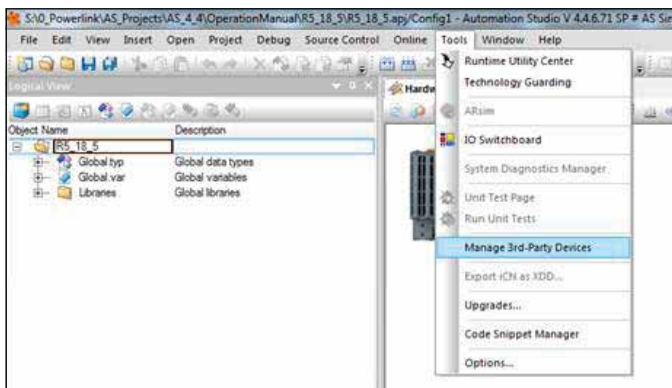 S:\0_Powerlink\AS_Projects\AS_4_4\OperationManual\R5_18_5\R5_18_5.apj/Config1 - Automation Studio V 4.4.6.71 SP # AS
File Edit View Insert Open Project Debug Source Control Online Tools Window Help
Logical View
Hardw
Object Name Description
R5_18_5
Global.typ Global data types
Global.var Global variables
Libraries Global libraries
Runtime Utility Center
Technology Guarding
ARsim
IO Switchboard
System Diagnostics Manager
Unit Test Page
Run Unit Tests
Manage 3rd-Party Devices
Export iCN as XDD...
Upgrades...
Code Snippet Manager
Options...